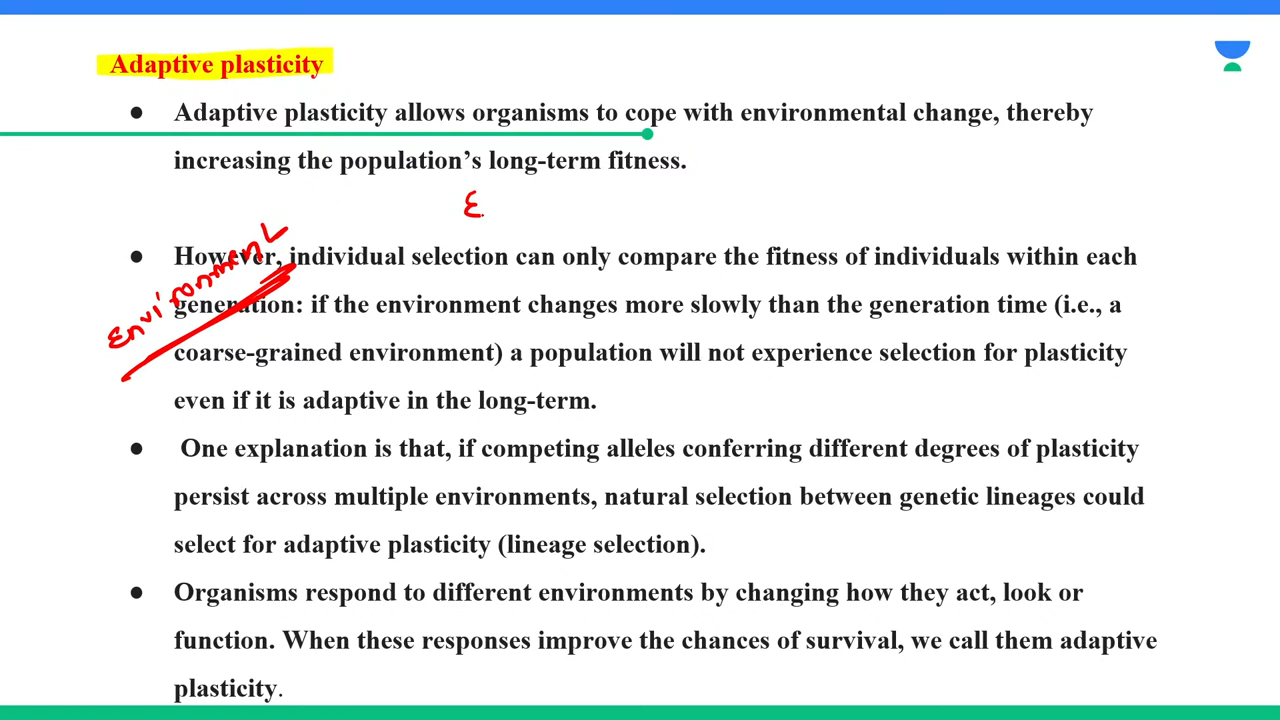 Adaptive plasticity
● Adaptive plasticity allows organisms to cope with environmental change, thereby
increasing the population’s long-term fitness.
ε
Environment
● However, individual selection can only compare the fitness of individuals within each
generation: if the environment changes more slowly than the generation time (i.e., a
coarse-grained environment) a population will not experience selection for plasticity
even if it is adaptive in the long-term.
● One explanation is that, if competing alleles conferring different degrees of plasticity
persist across multiple environments, natural selection between genetic lineages could
select for adaptive plasticity (lineage selection).
● Organisms respond to different environments by changing how they act, look or
function. When these responses improve the chances of survival, we call them adaptive
plasticity.